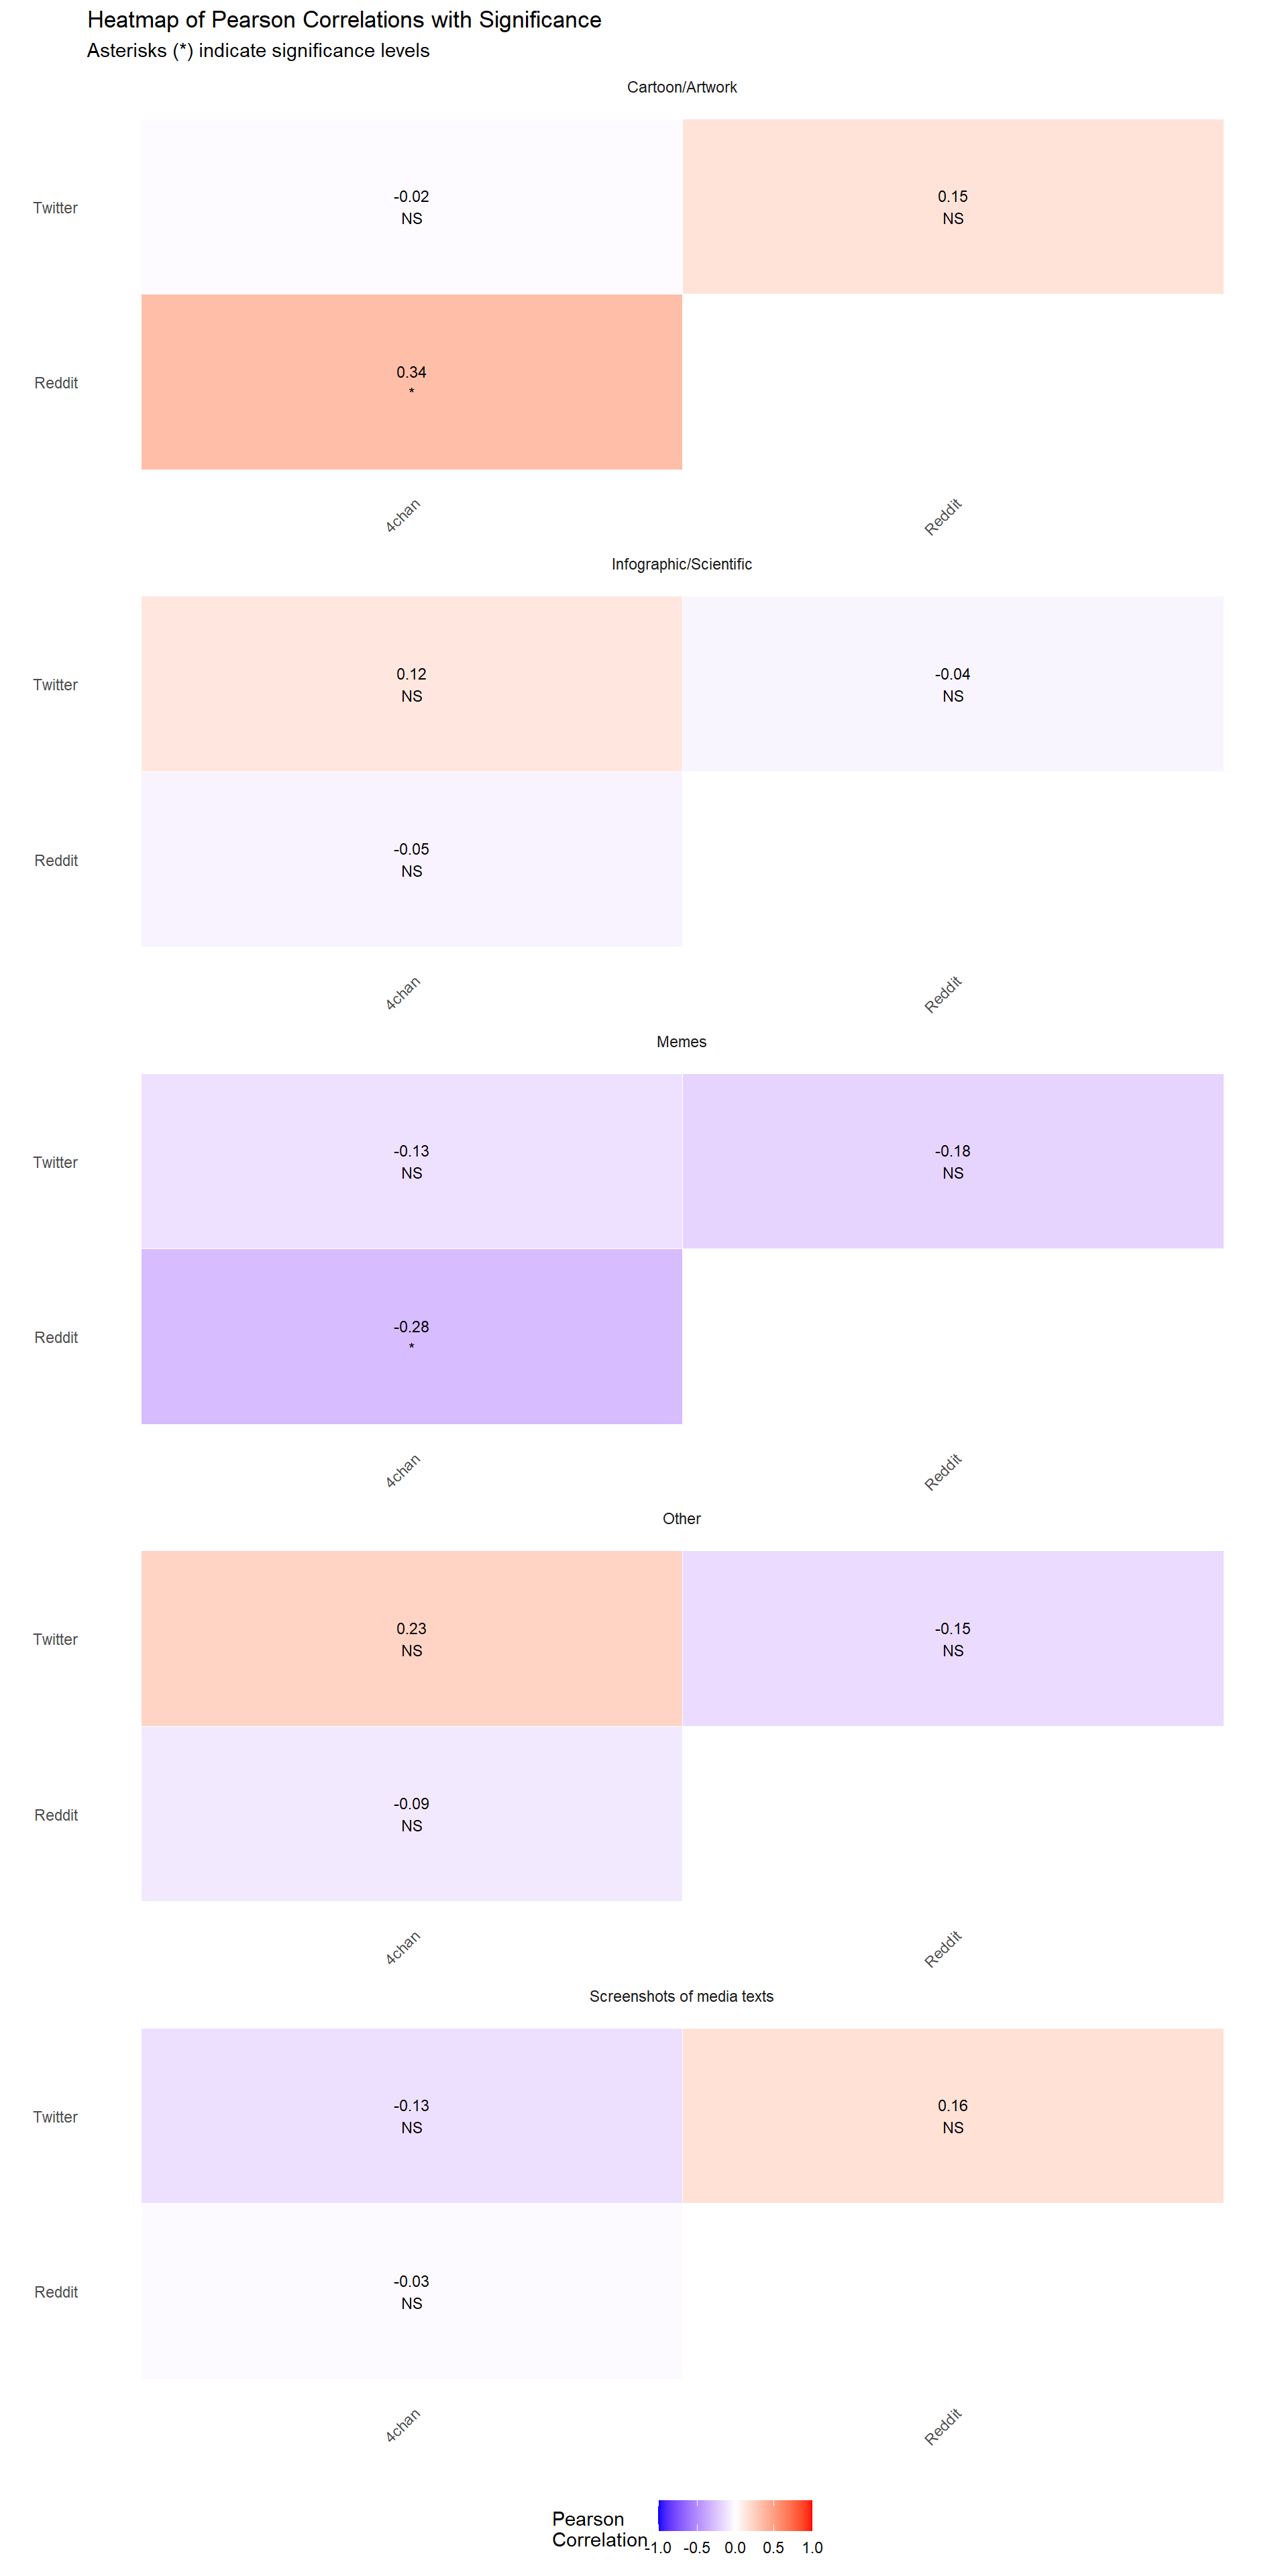 Heatmap of Pearson Correlations with Significance
Asterisks (*) indicate significance levels
Cartoon/Artwork
Twitter
-0.02
NS
0.15
NS
Reddit
0.34
*
4chan
Reddit
Infographic/Scientific
Twitter
0.12
NS
-0.04
NS
Reddit
-0.05
NS
4chan
Reddit
Memes
Twitter
-0.13
NS
-0.18
NS
Reddit
-0.28
*
4chan
Reddit
Other
Twitter
0.23
NS
-0.15
NS
Reddit
-0.09
NS
4chan
Reddit
Screenshots of media texts
Twitter
-0.13
NS
0.16
NS
Reddit
-0.03
NS
4chan
Reddit
Pearson
Correlation
-1.0 -0.5 0.0 0.5 1.0